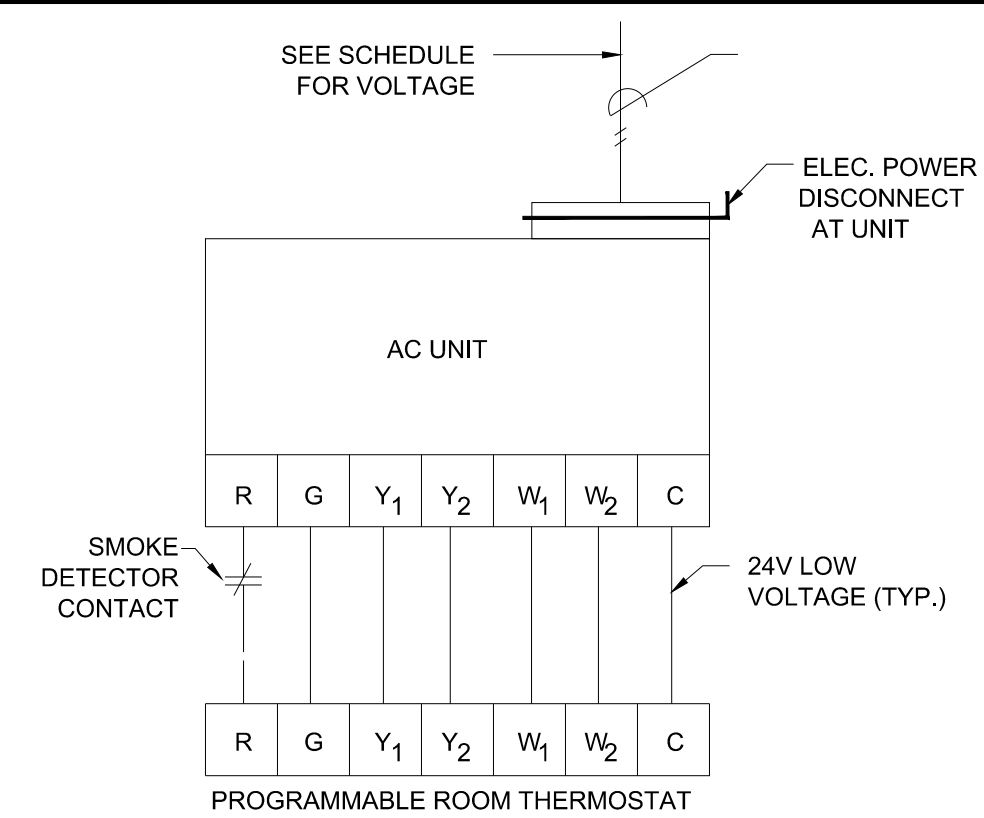 SEE SCHEDULE
FOR VOLTAGE
ELEC. POWER
DISCONNECT
AT UNIT
AC UNIT
R G Y1 Y2 W1 W2 C
SMOKE
DETECTOR
CONTACT
24V LOW
VOLTAGE (TYP.)
R G Y1 Y2 W1 W2 C
PROGRAMMABLE ROOM THERMOSTAT